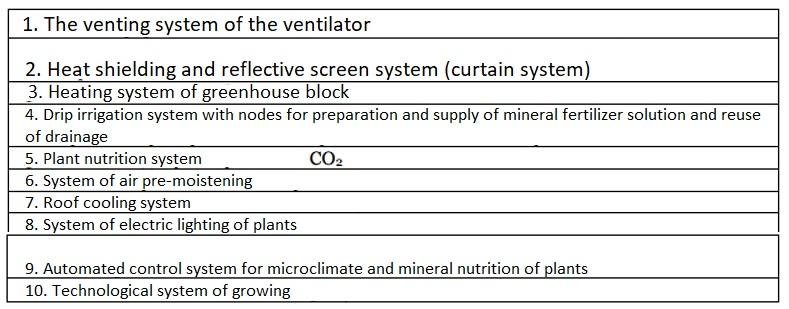 1. The venting system of the ventilator
2. Heat shielding and reflective screen system (curtain system)
3. Heating system of greenhouse block
4. Drip irrigation system with nodes for preparation and supply of mineral fertilizer solution and reuse
of drainage
5. Plant nutrition system CO₂
6. System of air pre-moistening
7. Roof cooling system
8. System of electric lighting of plants
9. Automated control system for microclimate and mineral nutrition of plants
10. Technological system of growing